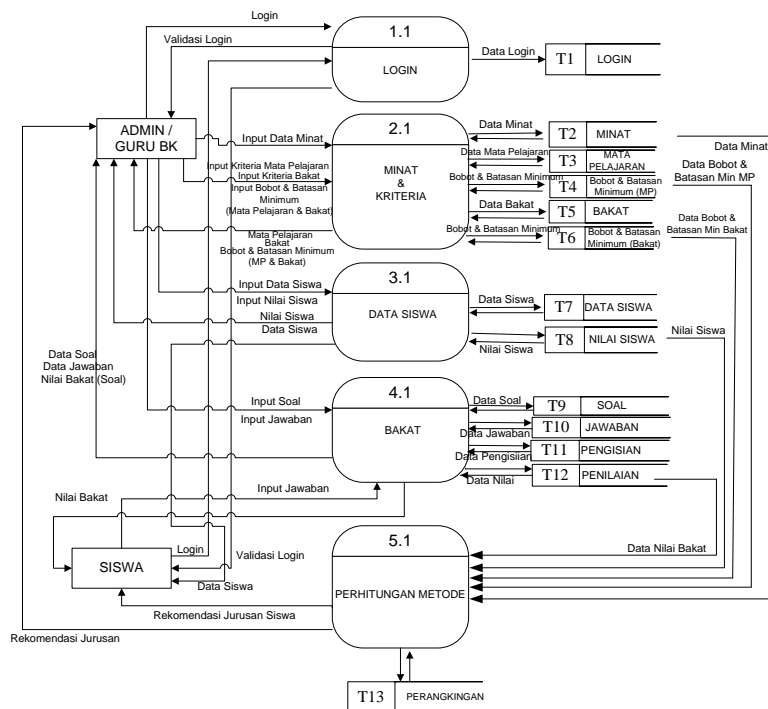 Login
1.1
Validasi Login
LOGIN
Data Login
T1
LOGIN
ADMIN /
GURU BK
Input Data Minat
2.1
MINAT
&
KRITERIA
Data Minat
T2
MINAT
Data Minat
Input Kriteria Mata Pelajaran
Input Kriteria Bakat
Input Bobot & Batasan
Minimum
(Mata Pelajaran & Bakat)
Data Mata Pelajaran
T3
MATA
PELAJARAN
Data Bobot &
Batasan Min MP
Bobot & Batasan Minimum
T4
Bobot & Batasan
Minimum (MP)
Data Bakat
T5
BAKAT
Data Bobot &
Batasan Min Bakat
Bobot & Batasan Minimum
T6
Bobot & Batasan
Minimum (Bakat)
Mata Pelajaran
Bakat
Bobot & Batasan Minimum
(MP & Bakat)
3.1
DATA SISWA
Input Data Siswa
Input Nilai Siswa
Nilai Siswa
Data Siswa
Data Siswa
T7
DATA SISWA
T8
NILAI SISWA
Nilai Siswa
Nilai Siswa
Data Soal
Data Jawaban
Nilai Bakat (Soal)
4.1
BAKAT
Input Soal
Input Jawaban
Data Soal
T9
SOAL
T10
JAWABAN
Data Jawaban
T11
PENGISIAN
Data Pengisiian
T12
PENILAIAN
Data Nilai
Nilai Bakat
Input Jawaban
5.1
PERHITUNGAN METODE
Data Nilai Bakat
SISWA
Login
Validasi Login
Data Siswa
Rekomendasi Jurusan Siswa
Rekomendasi Jurusan
T13
PERANGKINGAN